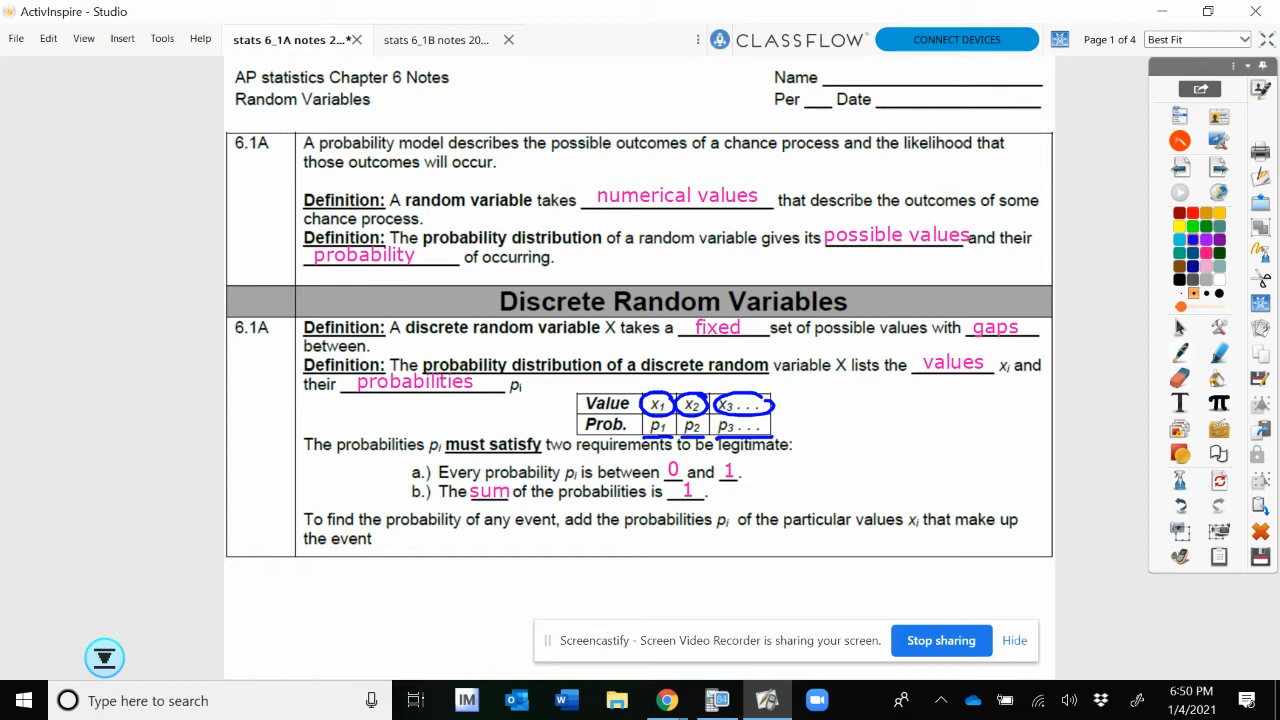 ActivInspire - Studio
File Edit View Insert Tools Help
stats 6_1A notes 2...* stats 6_1B notes 20...
CLASSFLOW
CONNECT DEVICES
Page 1 of 4
Best Fit
AP statistics Chapter 6 Notes
Name
Random Variables
Per ___ Date
6.1A
A probability model describes the possible outcomes of a chance process and the likelihood that
those outcomes will occur.
Definition: A random variable takes numerical values that describe the outcomes of some
chance process.
Definition: The probability distribution of a random variable gives its possible values and their
probability of occurring.
Discrete Random Variables
6.1A
Definition: A discrete random variable X takes a fixed set of possible values with gaps
between.
Definition: The probability distribution of a discrete random variable X lists the values xi and
their probabilities pi
Value x1 x2 x3 . . .
Prob. p1 p2 p3 . . .
The probabilities pi must satisfy two requirements to be legitimate:
a.) Every probability pi is between 0 and 1.
b.) The sum of the probabilities is 1.
To find the probability of any event, add the probabilities pi of the particular values xi that make up
the event
Screencastify - Screen Video Recorder is sharing your screen.
Stop sharing
Hide
Type here to search
IM
6:50 PM
1/4/2021